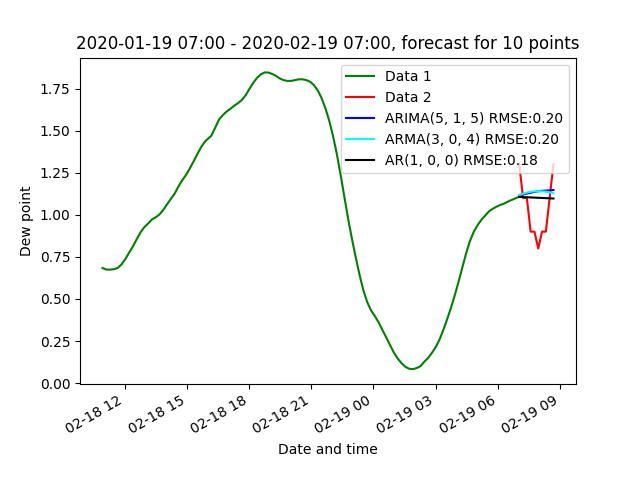 2020-01-19 07:00 - 2020-02-19 07:00, forecast for 10 points
Data 1
Data 2
ARIMA(5, 1, 5) RMSE:0.20
ARMA(3, 0, 4) RMSE:0.20
AR(1, 0, 0) RMSE:0.18
Dew point
1.75
1.50
1.25
1.00
0.75
0.50
0.25
0.00
02-18 12
02-18 15
02-18 18
02-18 21
02-19 00
02-19 03
02-19 06
02-19 09
Date and time